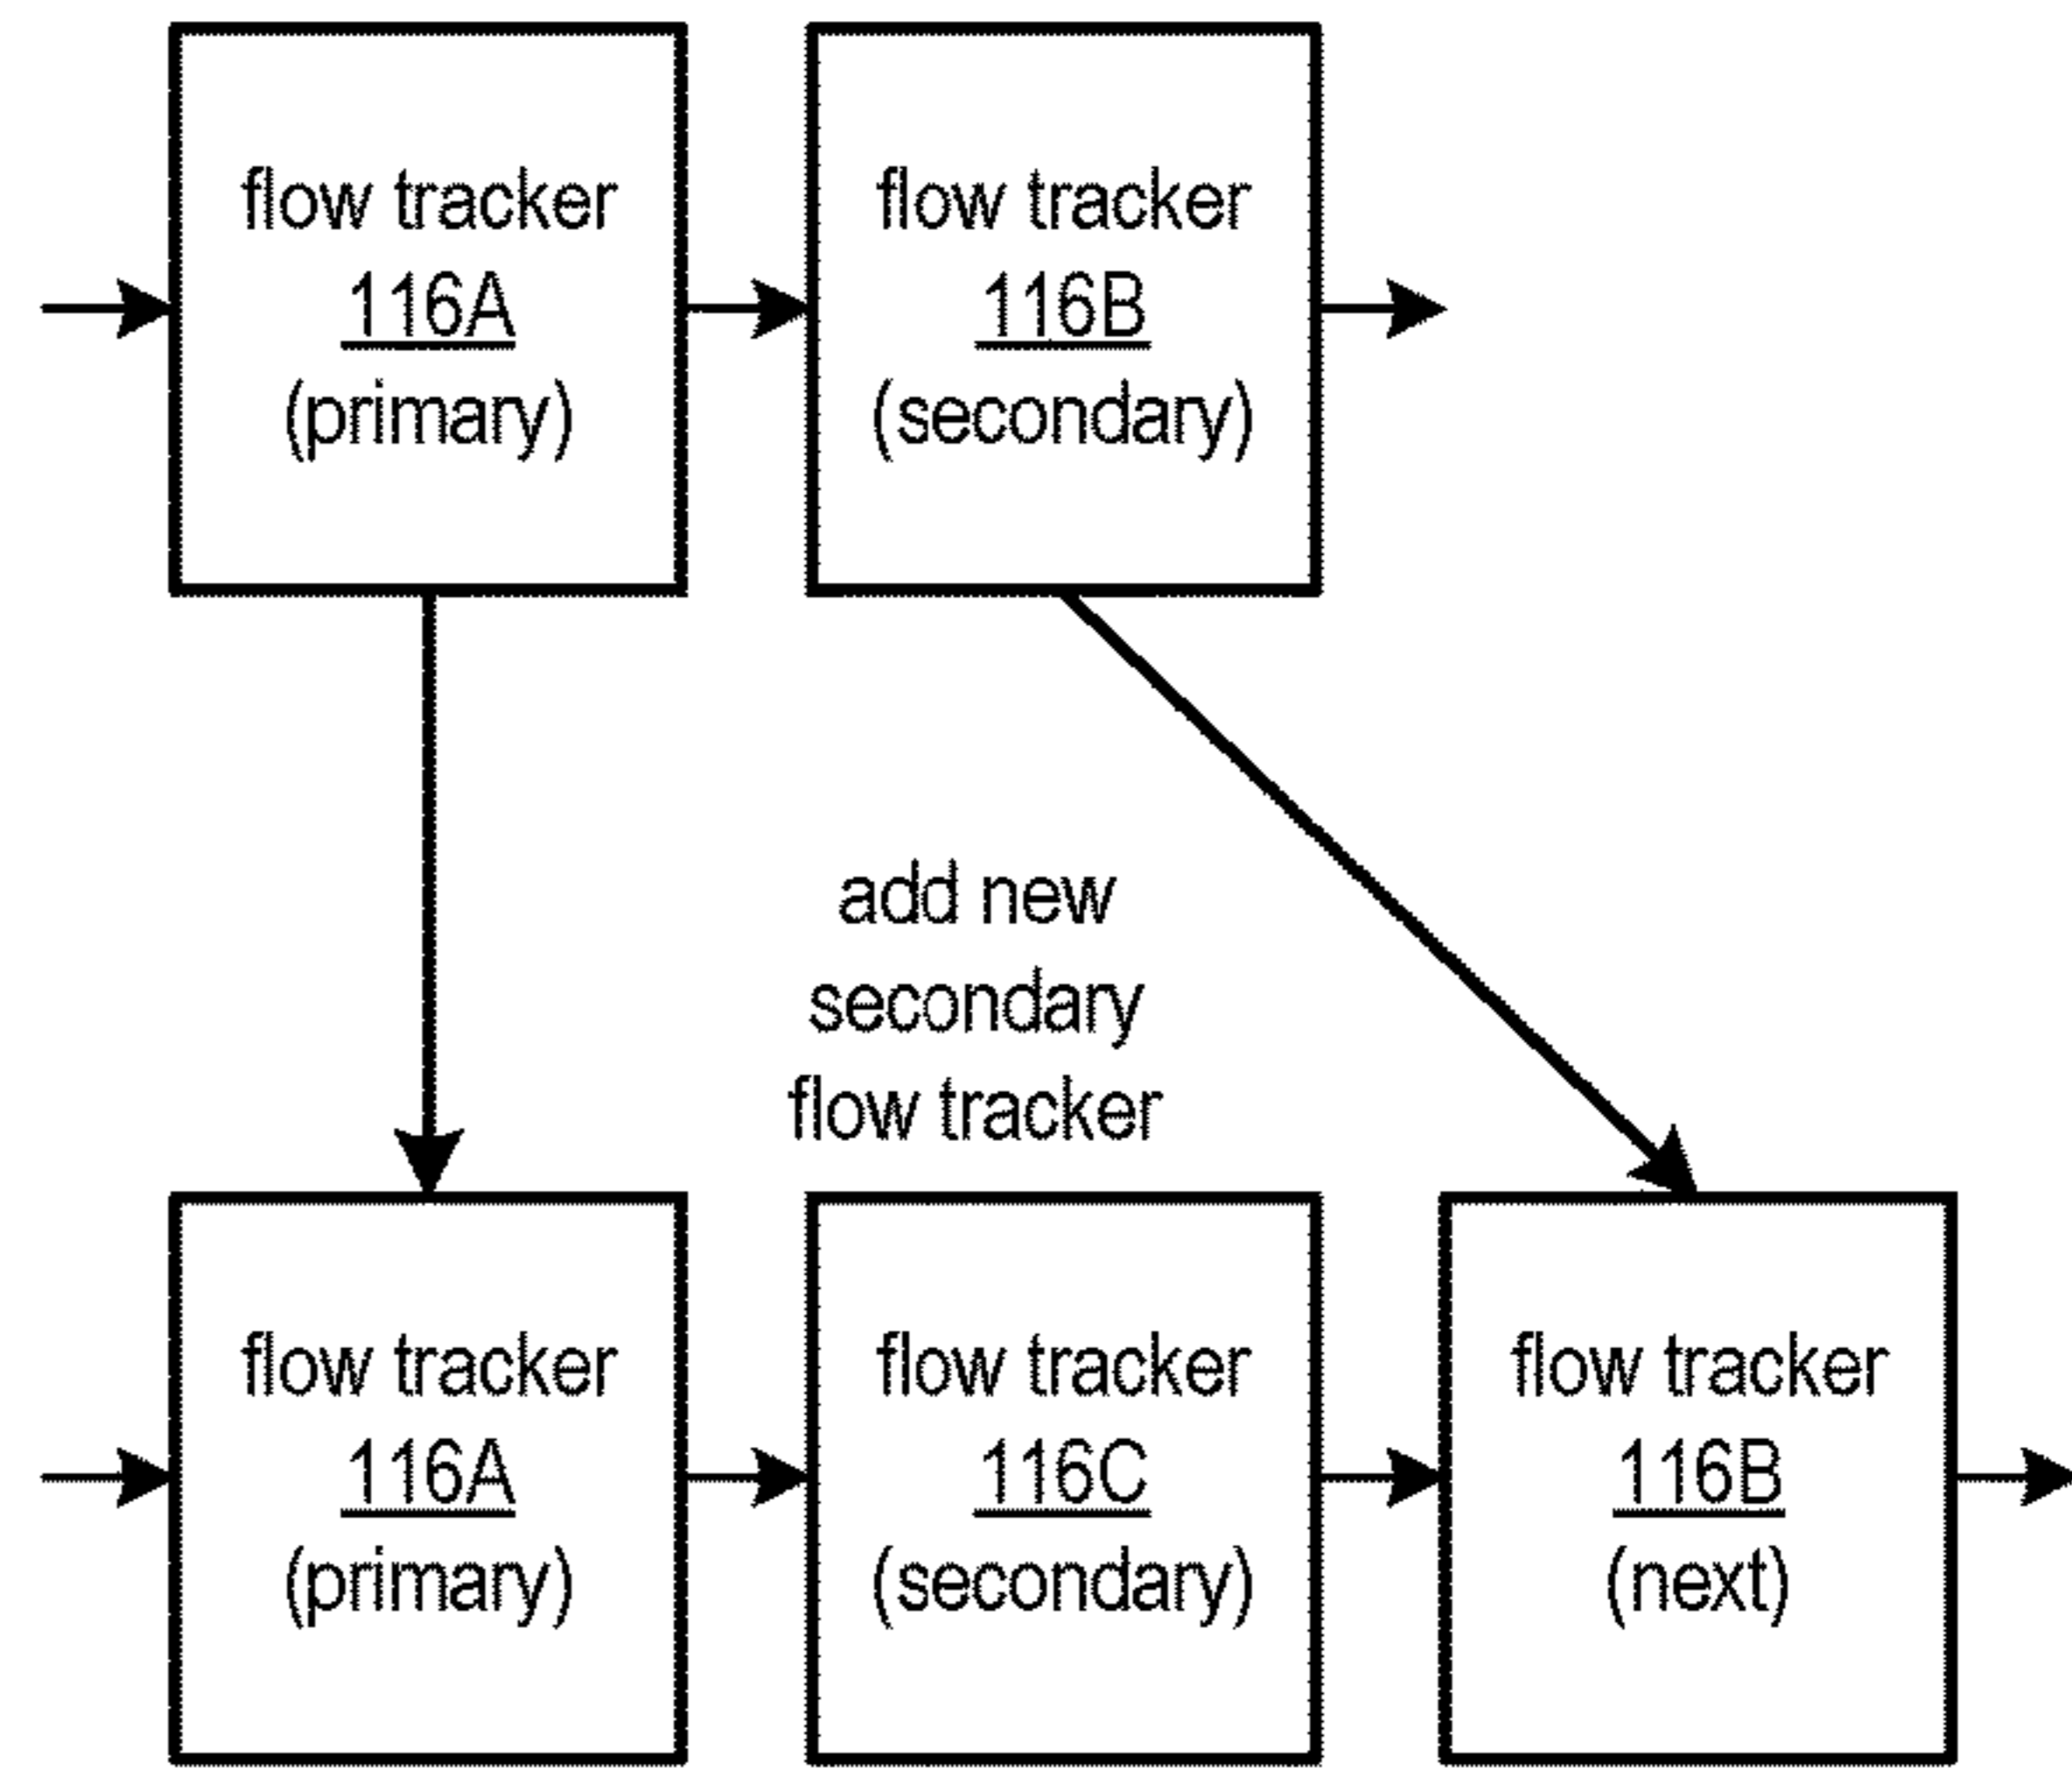 flow tracker
116A
(primary)
flow tracker
116B
(secondary)
add new
secondary
flow tracker
flow tracker
116A
(primary)
flow tracker
116C
(secondary)
flow tracker
116B
(next)